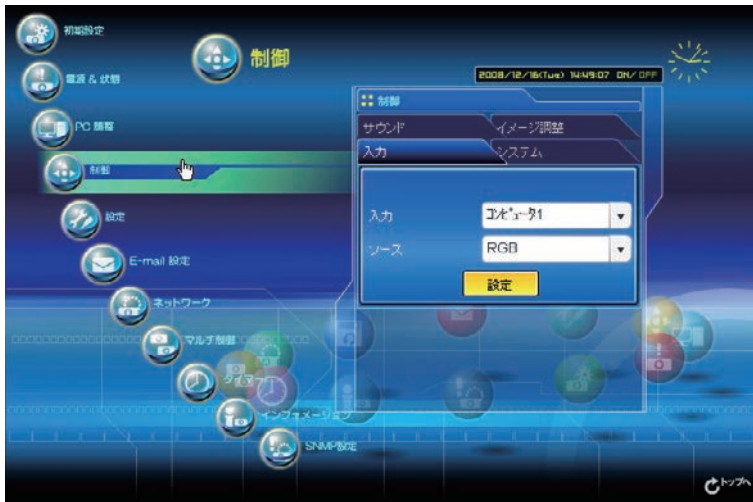 初期設定
電源 & 状態
PC 調整
制御
設定
E-mail 設定
ネットワーク
マルチ制御
タイマー
インフォメーション
SNMP設定
制御
2008/12/16(Tue) 14:49:07 ON/OFF
制御
サウンド イメージ調整
入力 システム
入力 コンピュータ1
ソース RGB
設定
トップへ